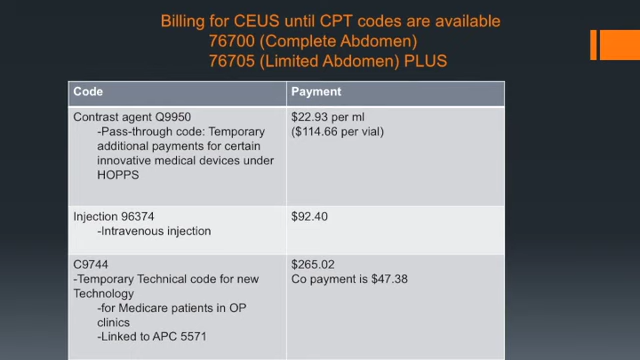 Billing for CEUS until CPT codes are available
76700 (Complete Abdomen)
76705 (Limited Abdomen) PLUS
Code
Payment
Contrast agent Q9950
-Pass-through code: Temporary
additional payments for certain
innovative medical devices under
HOPPS
$22.93 per ml
($114.66 per vial)
Injection 96374
-Intravenous injection
$92.40
C9744
-Temporary Technical code for new
Technology
-for Medicare patients in OP
clinics
-Linked to APC 5571
$265.02
Co payment is $47.38